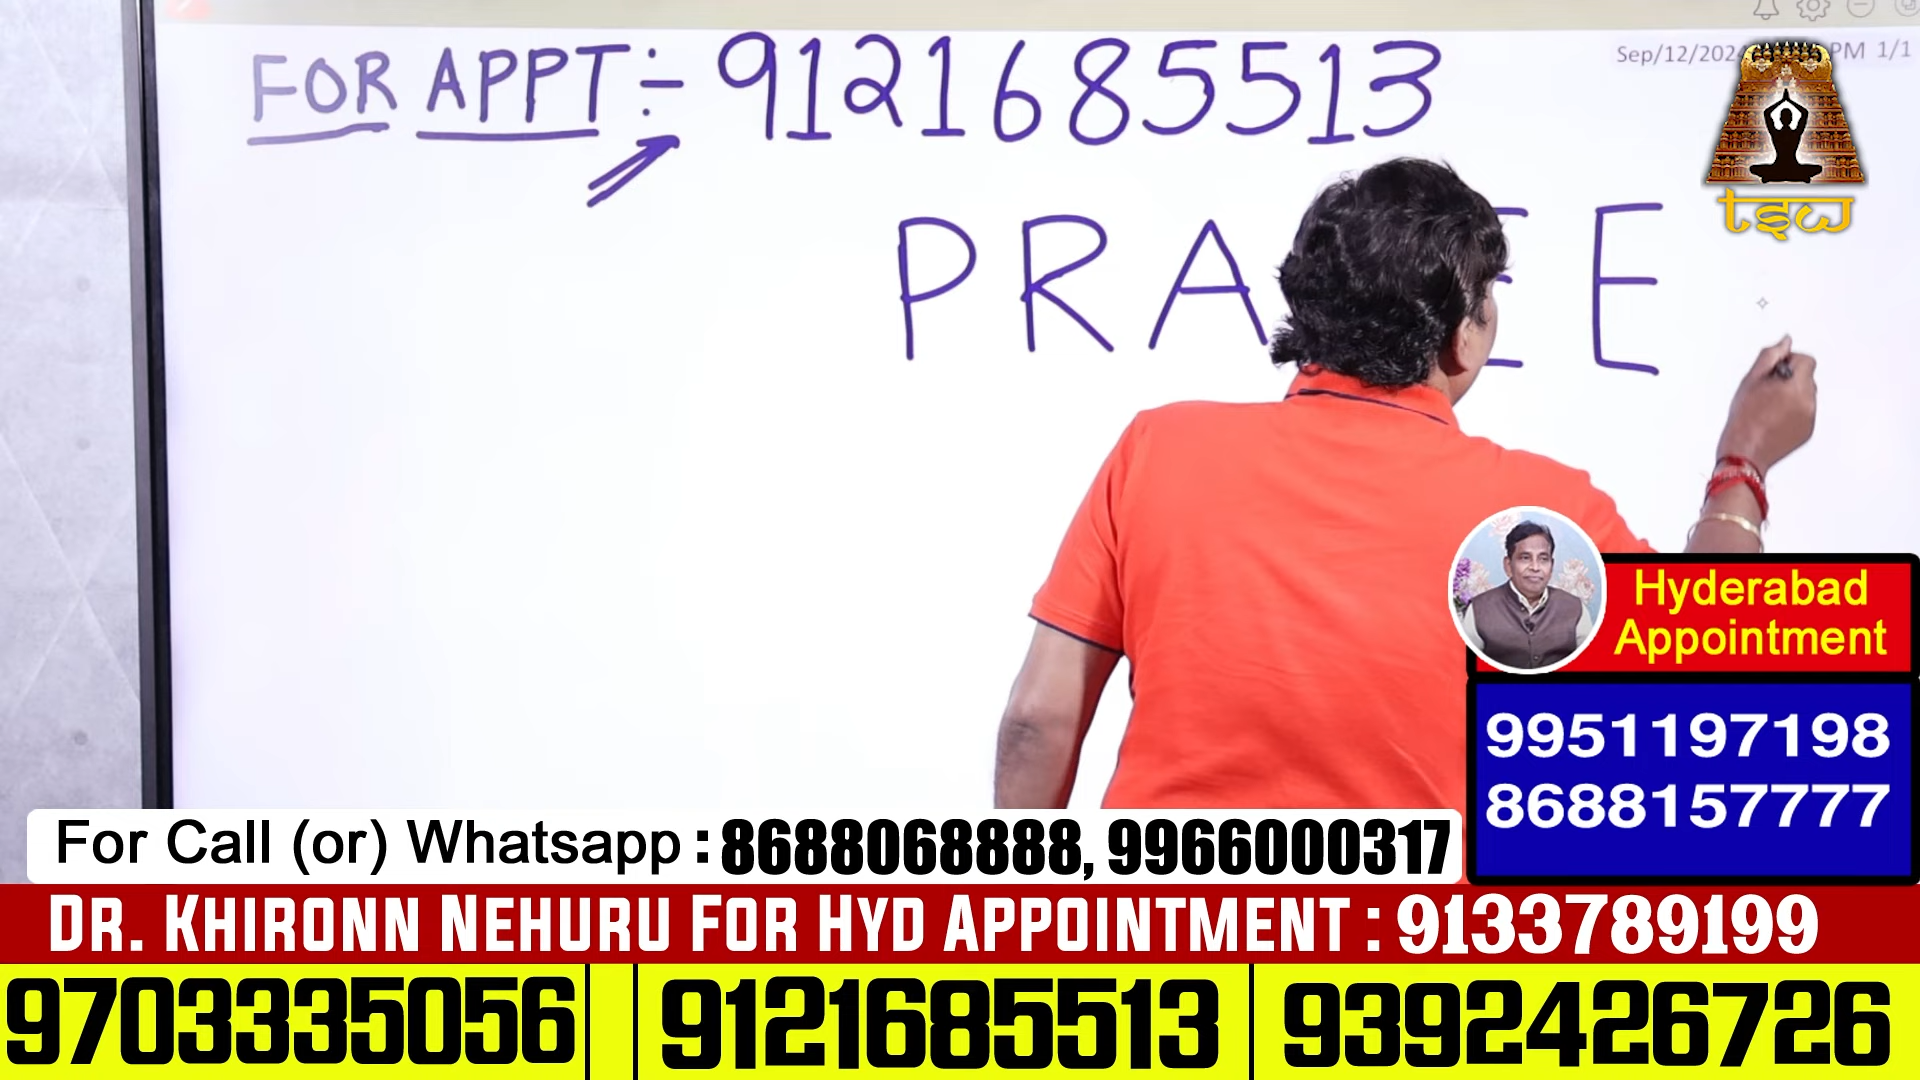 FOR APPT :- 9121685513
Sep/12/202 PM 1/1
PRA EE
tsw
Hyderabad
Appointment
9951197198
8688157777
For Call (or) Whatsapp : 8688068888, 9966000317
Dr. Khironn Nehuru For Hyd Appointment : 9133789199
9703335056
9121685513
9392426726